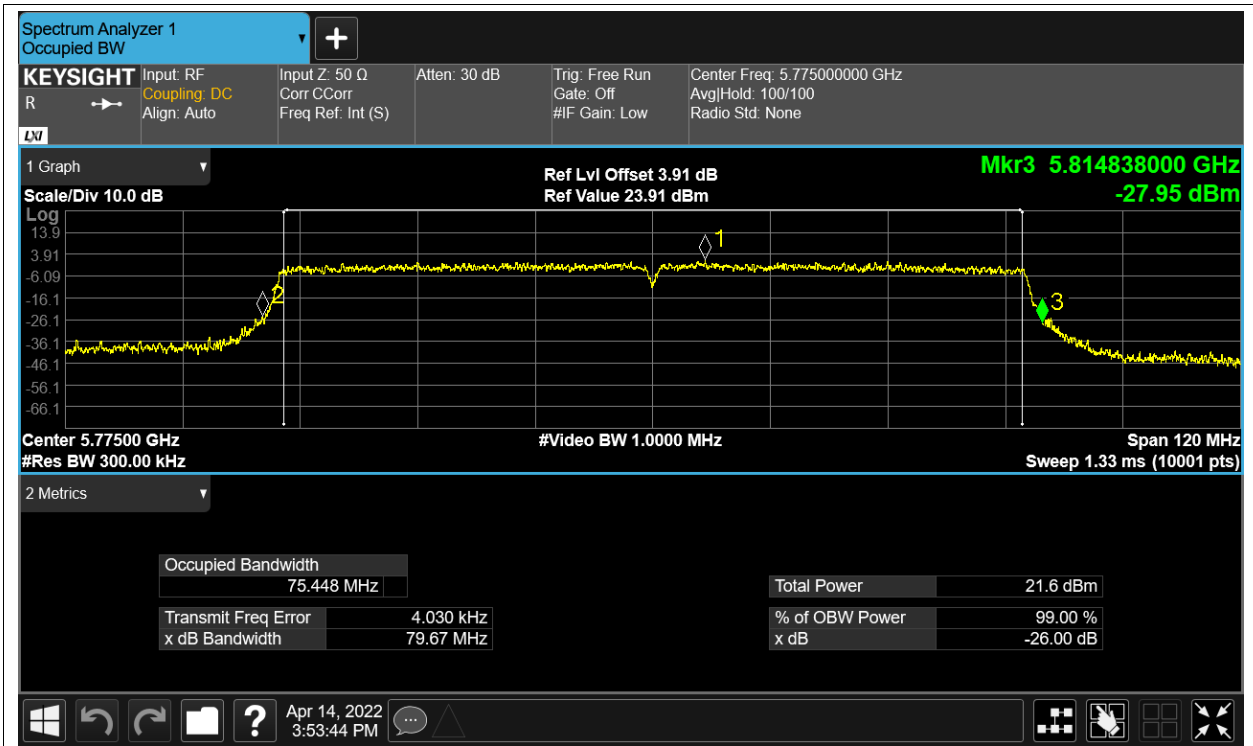 Spectrum Analyzer 1
Occupied BW
KEYSIGHT
R
LXI
Input: RF
Coupling: DC
Align: Auto
Input Z: 50 Ω
Corr CCorr
Freq Ref: Int (S)
Atten: 30 dB
Trig: Free Run
Gate: Off
#IF Gain: Low
Center Freq: 5.775000000 GHz
Avg|Hold: 100/100
Radio Std: None
1 Graph
Scale/Div 10.0 dB
Ref Lvl Offset 3.91 dB
Ref Value 23.91 dBm
Mkr3 5.814838000 GHz
-27.95 dBm
Log
13.9
3.91
-6.09
-16.1
-26.1
-36.1
-46.1
-56.1
-66.1
1
2
3
Center 5.77500 GHz
#Video BW 1.0000 MHz
Span 120 MHz
#Res BW 300.00 kHz
Sweep 1.33 ms (10001 pts)
2 Metrics
Occupied Bandwidth
75.448 MHz
Transmit Freq Error 4.030 kHz
x dB Bandwidth 79.67 MHz
Total Power 21.6 dBm
% of OBW Power 99.00 %
x dB -26.00 dB
?
Apr 14, 2022
3:53:44 PM